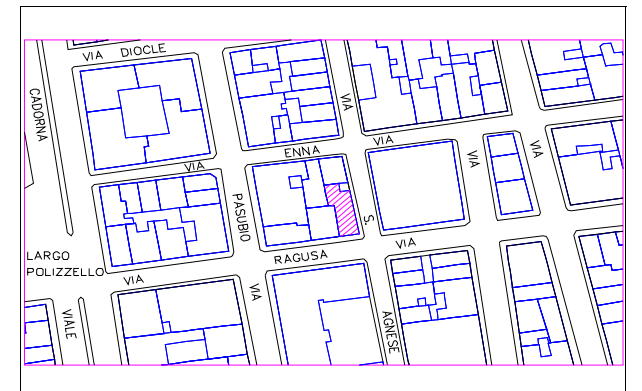 VIA DIOCLE
CADORNA
VIA
ENNA
VIA
VIA
VIA
VIA
PASUBIO
S.
VIA
LARGO
POLIZZELLO
RAGUSA
VIA
VIA
VIALE
AGNESE